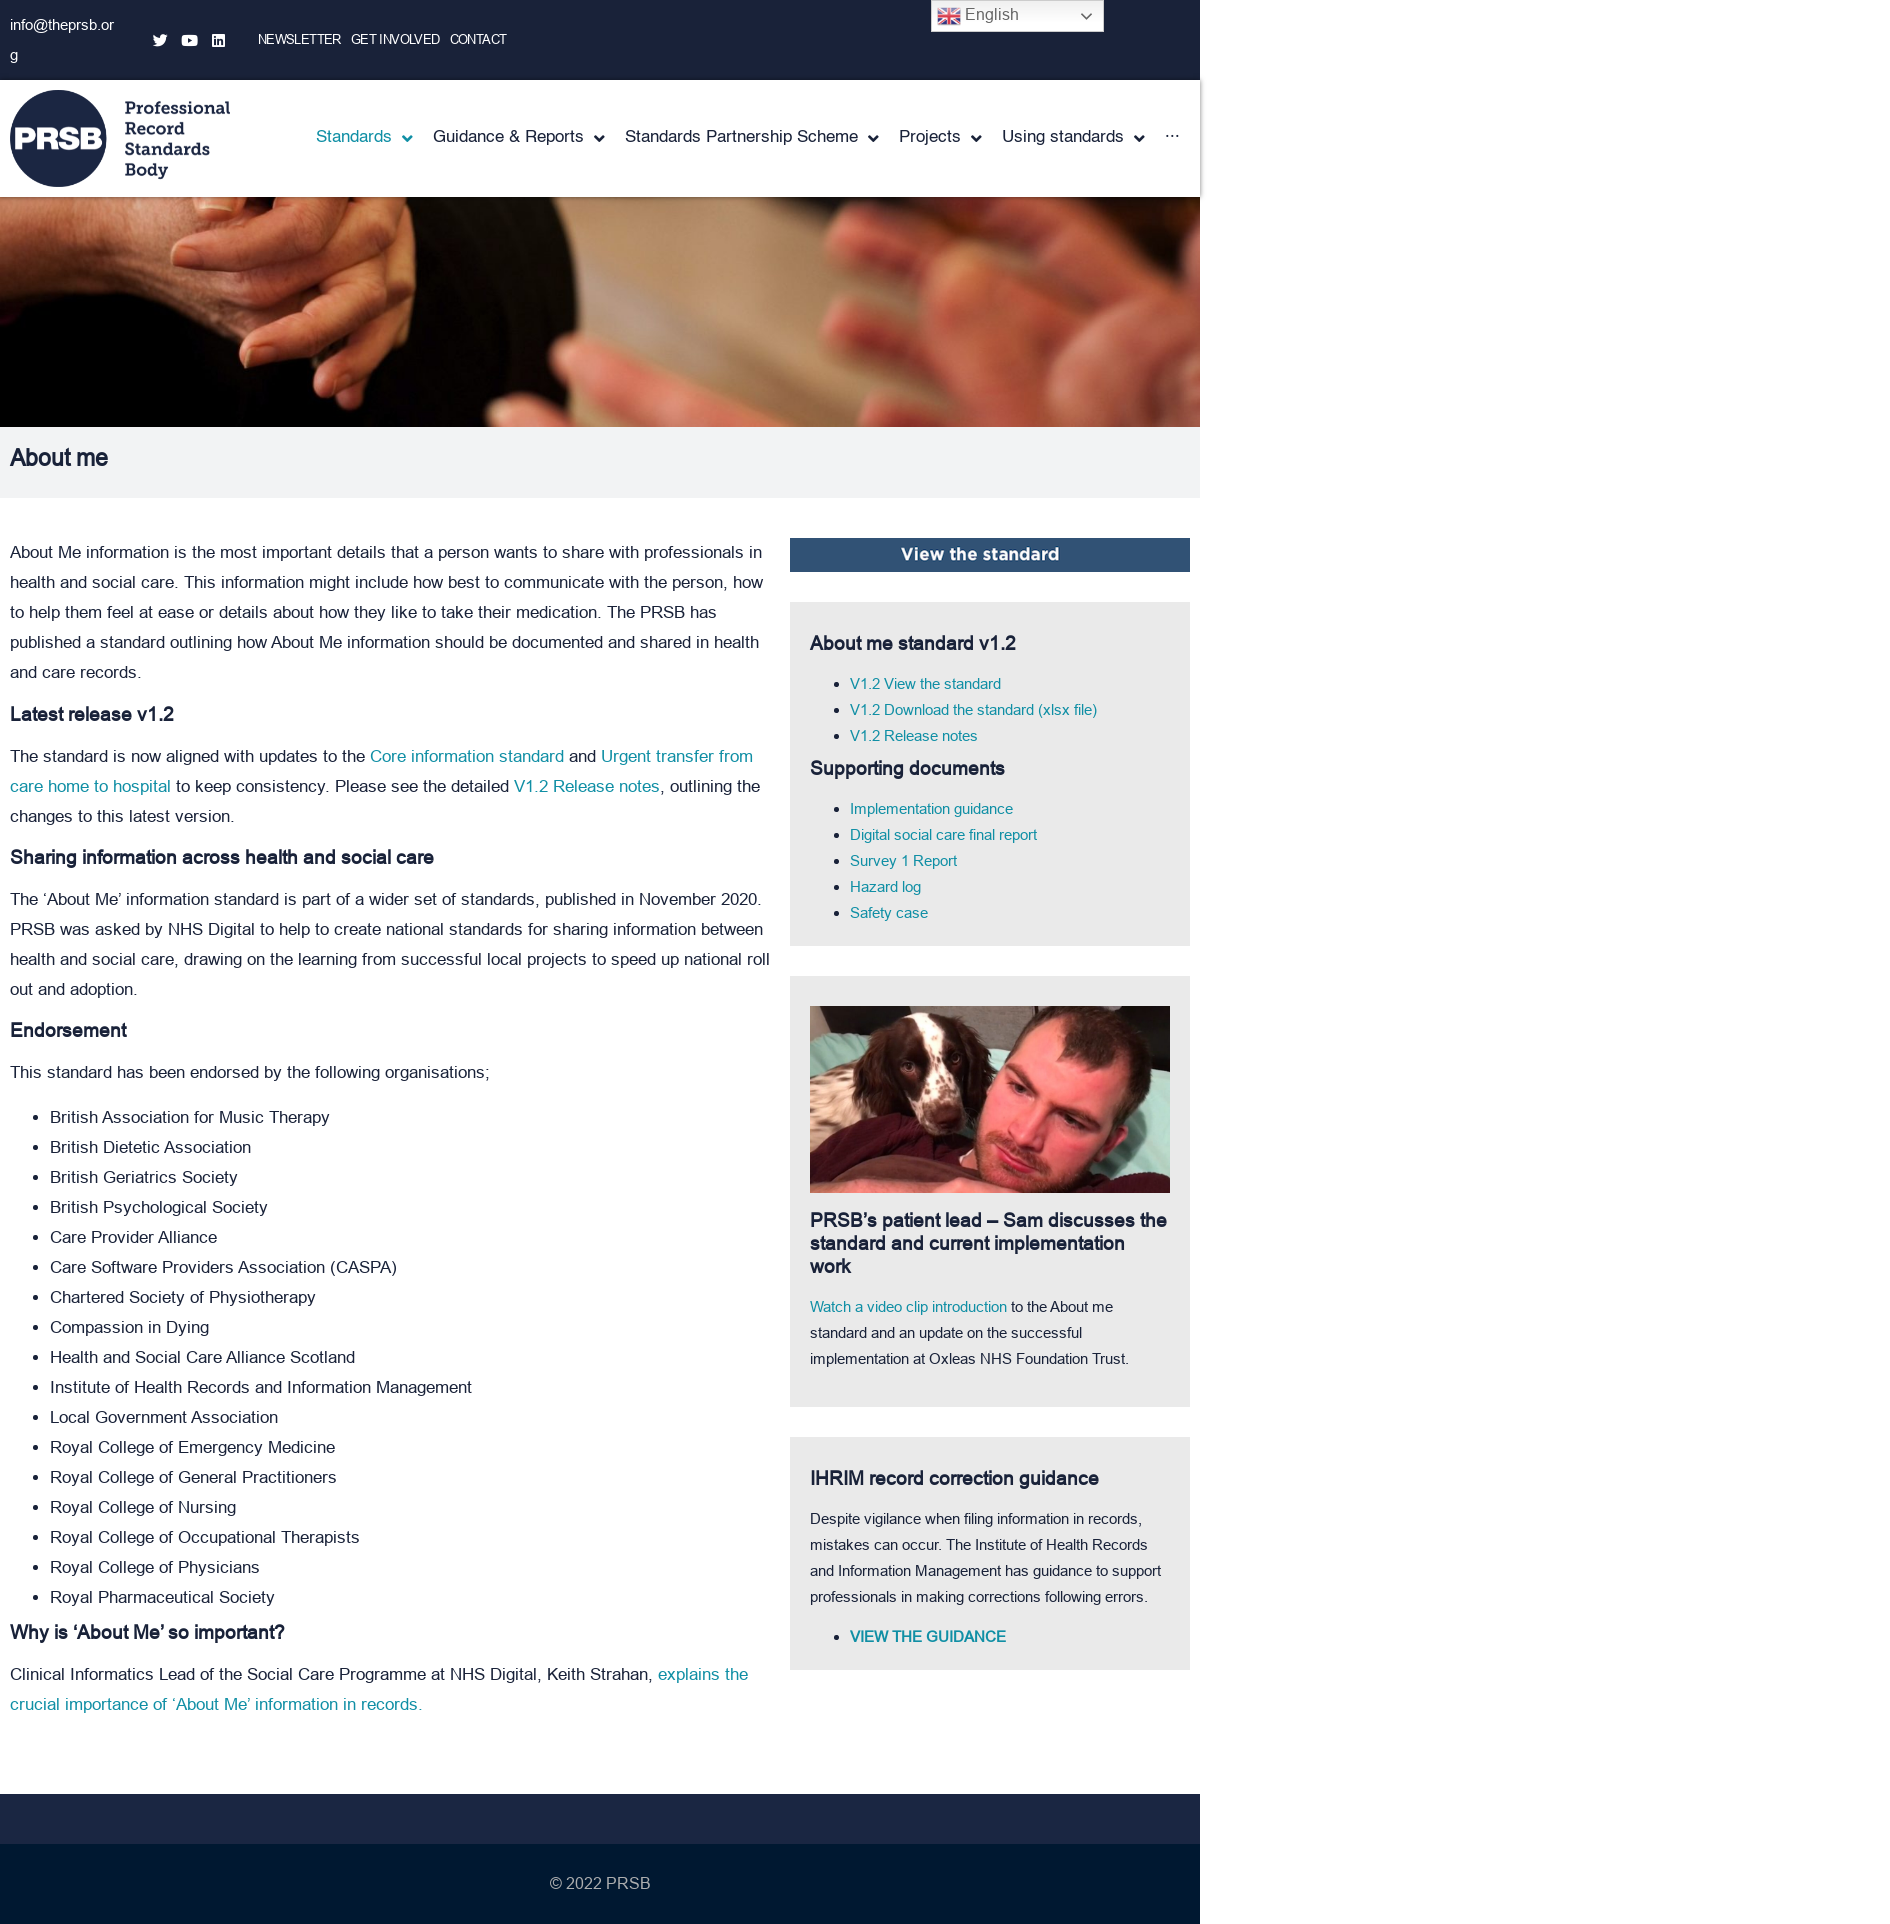 info@theprsb.or
g
NEWSLETTER GET INVOLVED CONTACT
English
PRSB
Professional
Record
Standards
Body
Standards Guidance & Reports Standards Partnership Scheme Projects Using standards ...
About me
About Me information is the most important details that a person wants to share with professionals in
health and social care. This information might include how best to communicate with the person, how
to help them feel at ease or details about how they like to take their medication. The PRSB has
published a standard outlining how About Me information should be documented and shared in health
and care records.
Latest release v1.2
The standard is now aligned with updates to the Core information standard and Urgent transfer from
care home to hospital to keep consistency. Please see the detailed V1.2 Release notes, outlining the
changes to this latest version.
Sharing information across health and social care
The ‘About Me’ information standard is part of a wider set of standards, published in November 2020.
PRSB was asked by NHS Digital to help to create national standards for sharing information between
health and social care, drawing on the learning from successful local projects to speed up national roll
out and adoption.
Endorsement
This standard has been endorsed by the following organisations;
• British Association for Music Therapy
• British Dietetic Association
• British Geriatrics Society
• British Psychological Society
• Care Provider Alliance
• Care Software Providers Association (CASPA)
• Chartered Society of Physiotherapy
• Compassion in Dying
• Health and Social Care Alliance Scotland
• Institute of Health Records and Information Management
• Local Government Association
• Royal College of Emergency Medicine
• Royal College of General Practitioners
• Royal College of Nursing
• Royal College of Occupational Therapists
• Royal College of Physicians
• Royal Pharmaceutical Society
Why is ‘About Me’ so important?
Clinical Informatics Lead of the Social Care Programme at NHS Digital, Keith Strahan, explains the
crucial importance of ‘About Me’ information in records.
View the standard
About me standard v1.2
• V1.2 View the standard
• V1.2 Download the standard (xlsx file)
• V1.2 Release notes
Supporting documents
• Implementation guidance
• Digital social care final report
• Survey 1 Report
• Hazard log
• Safety case
PRSB’s patient lead – Sam discusses the
standard and current implementation
work
Watch a video clip introduction to the About me
standard and an update on the successful
implementation at Oxleas NHS Foundation Trust.
IHRIM record correction guidance
Despite vigilance when filing information in records,
mistakes can occur. The Institute of Health Records
and Information Management has guidance to support
professionals in making corrections following errors.
• VIEW THE GUIDANCE
© 2022 PRSB